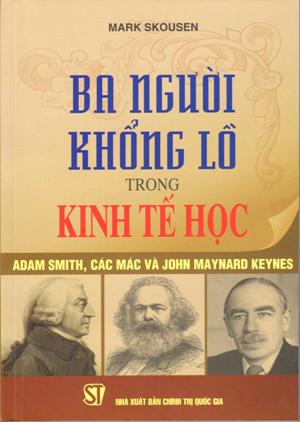 MARK SKOUSEN
BA NGƯỜI
KHỔNG LỒ
TRONG
KINH TẾ HỌC
ADAM SMITH, CÁC MÁC VÀ JOHN MAYNARD KEYNES
ST
NHÀ XUẤT BẢN CHÍNH TRỊ QUỐC GIA